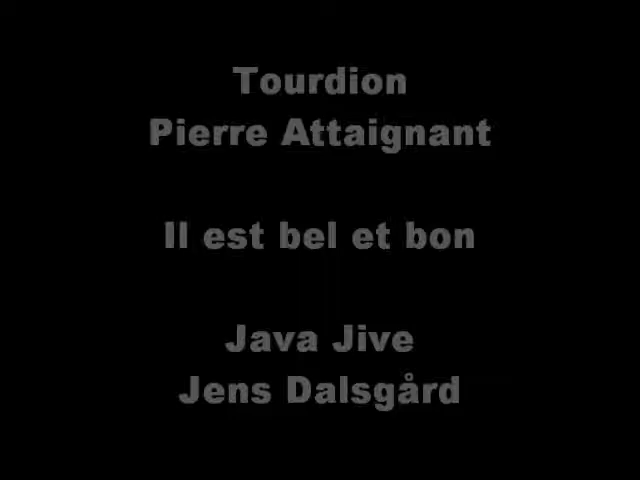 Tourdion
Pierre Attaignant
Il est bel et bon
Java Jive
Jens Dalsgård